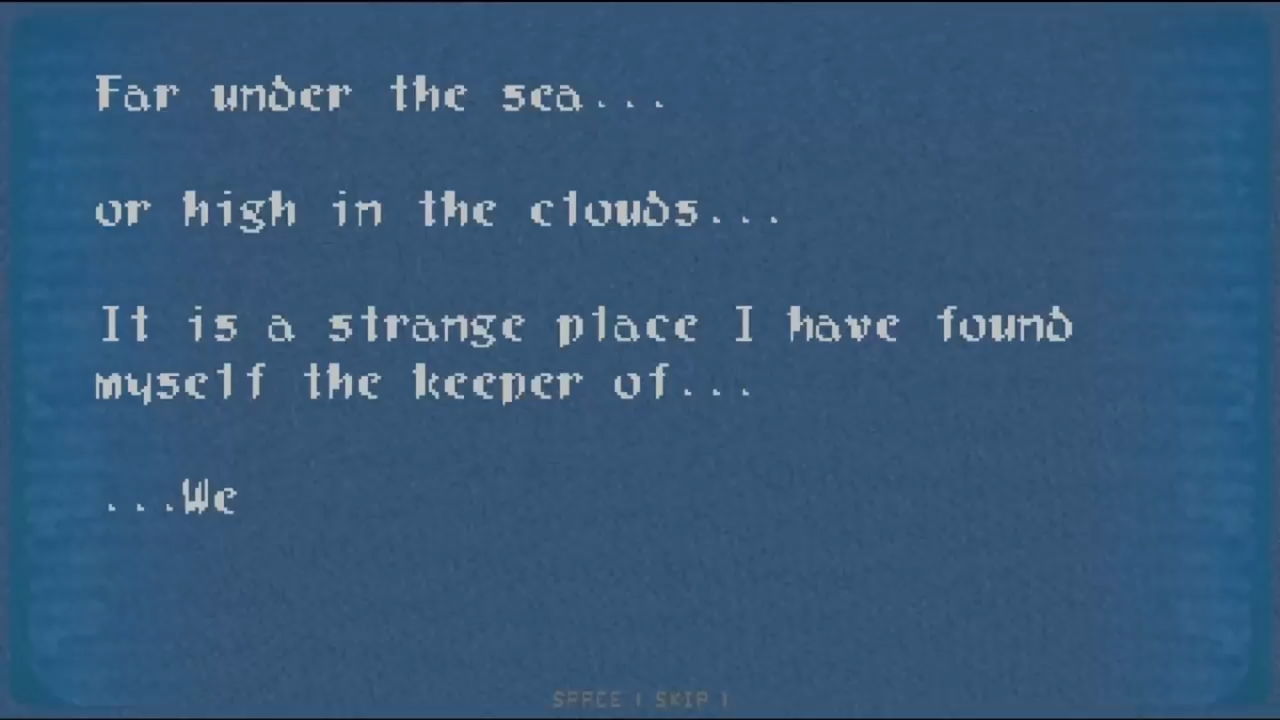 Far under the sea...
or high in the clouds...
It is a strange place I have found
myself the keeper of...
...We
SPACE ( SKIP )